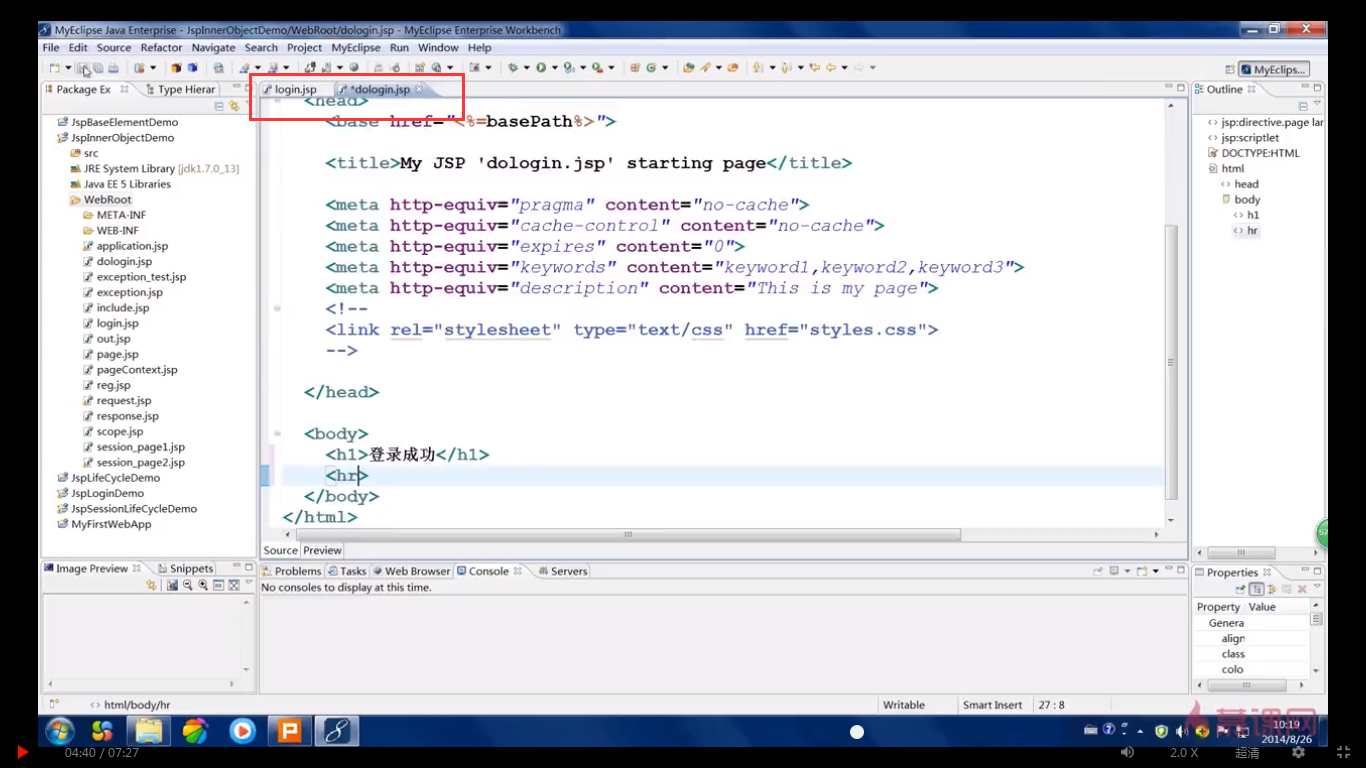 MyEclipse Java Enterprise - JspInnerObjectDemo/WebRoot/dologin.jsp - MyEclipse Enterprise Workbench
File Edit Source Refactor Navigate Search Project MyEclipse Run Window Help
MyEclips...
Package Ex Type Hierar
login.jsp *dologin.jsp
Outline
JspBaseElementDemo
JspInnerObjectDemo
src
JRE System Library [jdk1.7.0_13]
Java EE 5 Libraries
WebRoot
META-INF
WEB-INF
application.jsp
dologin.jsp
exception_test.jsp
exception.jsp
include.jsp
login.jsp
out.jsp
page.jsp
pageContext.jsp
reg.jsp
request.jsp
response.jsp
scope.jsp
session_page1.jsp
session_page2.jsp
JspLifeCycleDemo
JspLoginDemo
JspSessionLifeCycleDemo
MyFirstWebApp
<head>
<base href="<%=basePath%>">
<title>My JSP 'dologin.jsp' starting page</title>
<meta http-equiv="pragma" content="no-cache">
<meta http-equiv="cache-control" content="no-cache">
<meta http-equiv="expires" content="0">
<meta http-equiv="keywords" content="keyword1,keyword2,keyword3">
<meta http-equiv="description" content="This is my page">
<!--
<link rel="stylesheet" type="text/css" href="styles.css">
-->
</head>
<body>
<h1>登录成功</h1>
<hr>
</body>
</html>
Source Preview
jsp:directive.page lar
jsp:scriptlet
DOCTYPE:HTML
html
head
body
h1
hr
Image Preview Snippets
Problems Tasks Web Browser Console Servers
No consoles to display at this time.
Properties
Property Value
Genera
align
class
colo
html/body/hr
Writable Smart Insert 27 : 8
慕课网
10:19
2014/8/26
04:40 / 07:27
2.0 X 超清